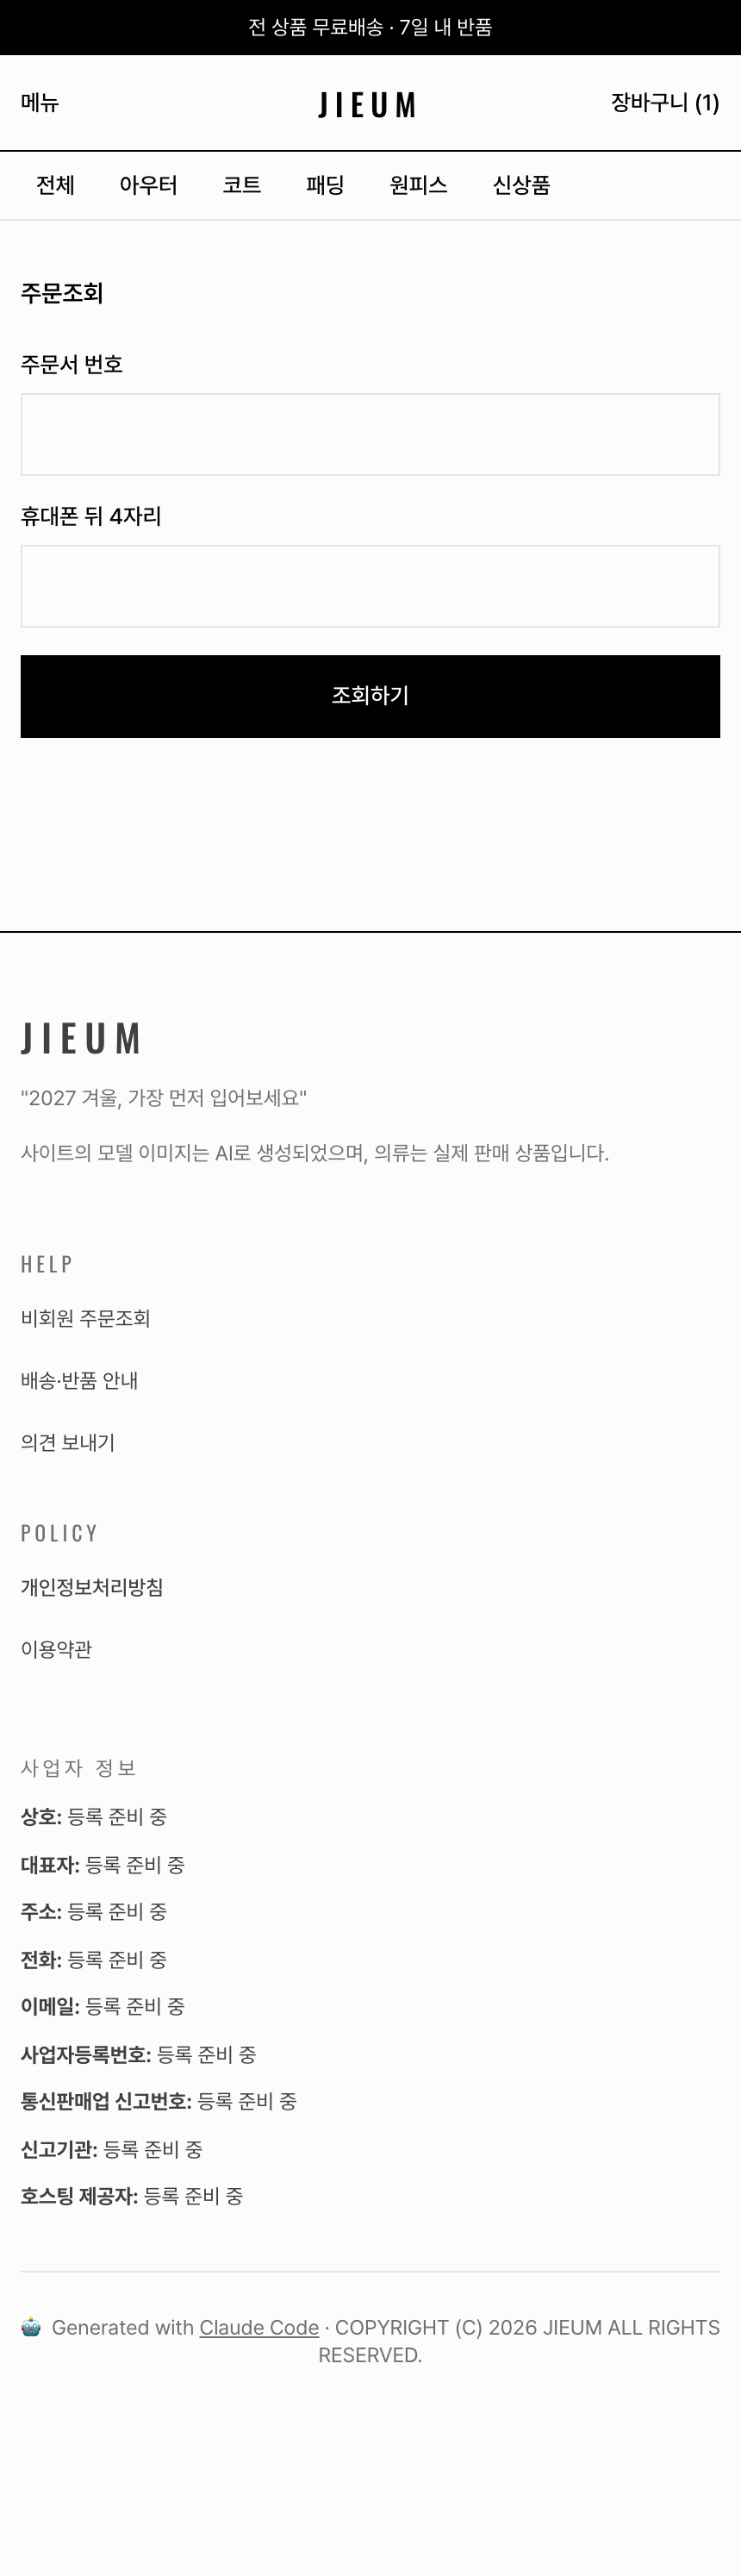 전 상품 무료배송 · 7일 내 반품
메뉴
JIEUM
장바구니 (1)
전체 아우터 코트 패딩 원피스 신상품
주문조회
주문서 번호
휴대폰 뒤 4자리
조회하기
JIEUM
"2027 겨울, 가장 먼저 입어보세요"
사이트의 모델 이미지는 AI로 생성되었으며, 의류는 실제 판매 상품입니다.
HELP
비회원 주문조회
배송·반품 안내
의견 보내기
POLICY
개인정보처리방침
이용약관
사업자 정보
상호: 등록 준비 중
대표자: 등록 준비 중
주소: 등록 준비 중
전화: 등록 준비 중
이메일: 등록 준비 중
사업자등록번호: 등록 준비 중
통신판매업 신고번호: 등록 준비 중
신고기관: 등록 준비 중
호스팅 제공자: 등록 준비 중
🤖 Generated with Claude Code · COPYRIGHT (C) 2026 JIEUM ALL RIGHTS
RESERVED.